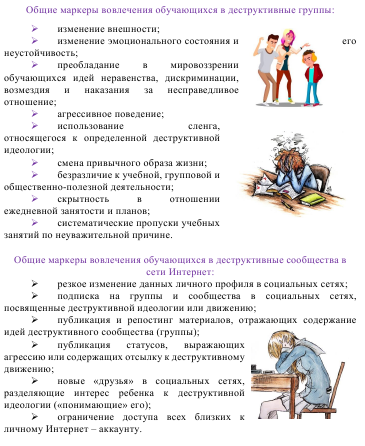 Общие маркеры вовлечения обучающихся в деструктивные группы:
➢ изменение внешности;
➢ изменение эмоционального состояния и его
неустойчивость;
➢ преобладание в мировоззрении
обучающихся идей неравенства, дискриминации,
возмездия и наказания за несправедливое
отношение;
➢ агрессивное поведение;
➢ использование сленга,
относящегося к определенной деструктивной
идеологии;
➢ смена привычного образа жизни;
➢ безразличие к учебной, групповой и
общественно-полезной деятельности;
➢ скрытность в отношении
ежедневной занятости и планов;
➢ систематические пропуски учебных
занятий по неуважительной причине.
Общие маркеры вовлечения обучающихся в деструктивные сообщества в
сети Интернет:
➢ резкое изменение данных личного профиля в социальных сетях;
➢ подписка на группы и сообщества в социальных сетях,
посвященные деструктивной идеологии или движению;
➢ публикация и репостинг материалов, отражающих содержание
идей деструктивного сообщества (группы);
➢ публикация статусов, выражающих
агрессию или содержащих отсылку к деструктивному
движению;
➢ новые «друзья» в социальных сетях,
разделяющие интерес ребенка к деструктивной
идеологии («понимающие» его);
➢ ограничение доступа всех близких к
личному Интернет – аккаунту.